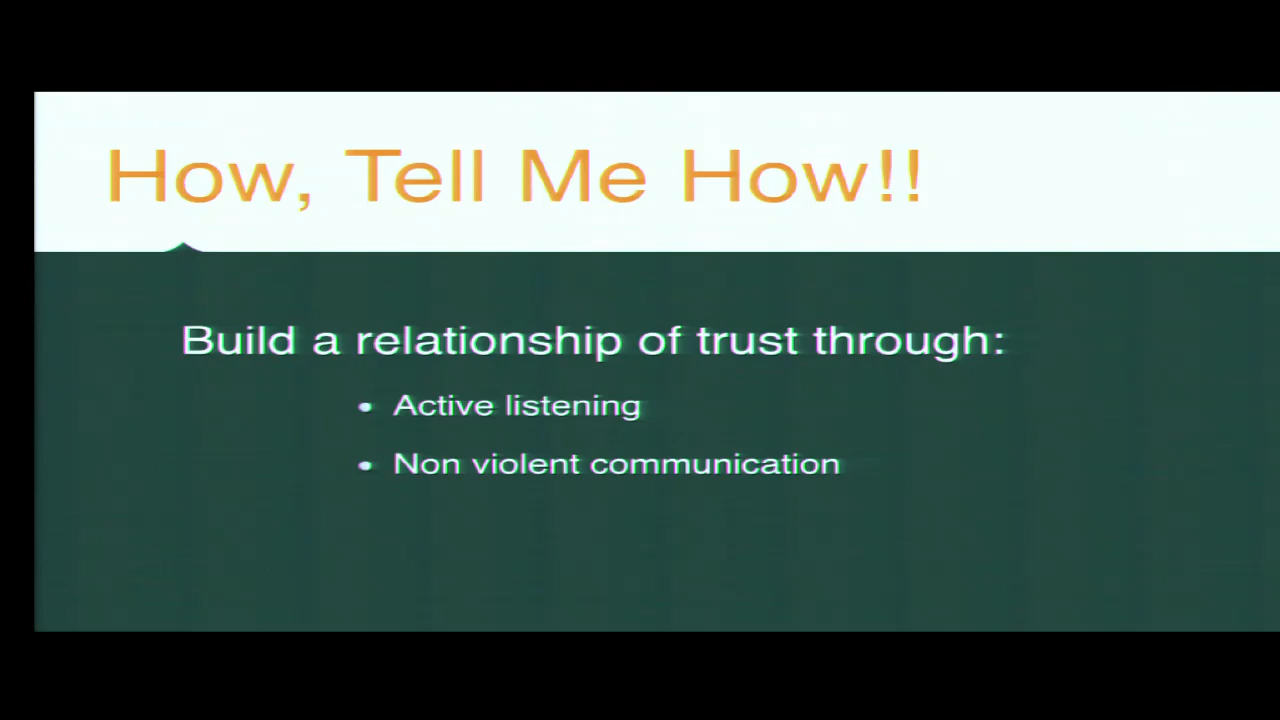 How, Tell Me How!!
Build a relationship of trust through:
• Active listening
• Non violent communication